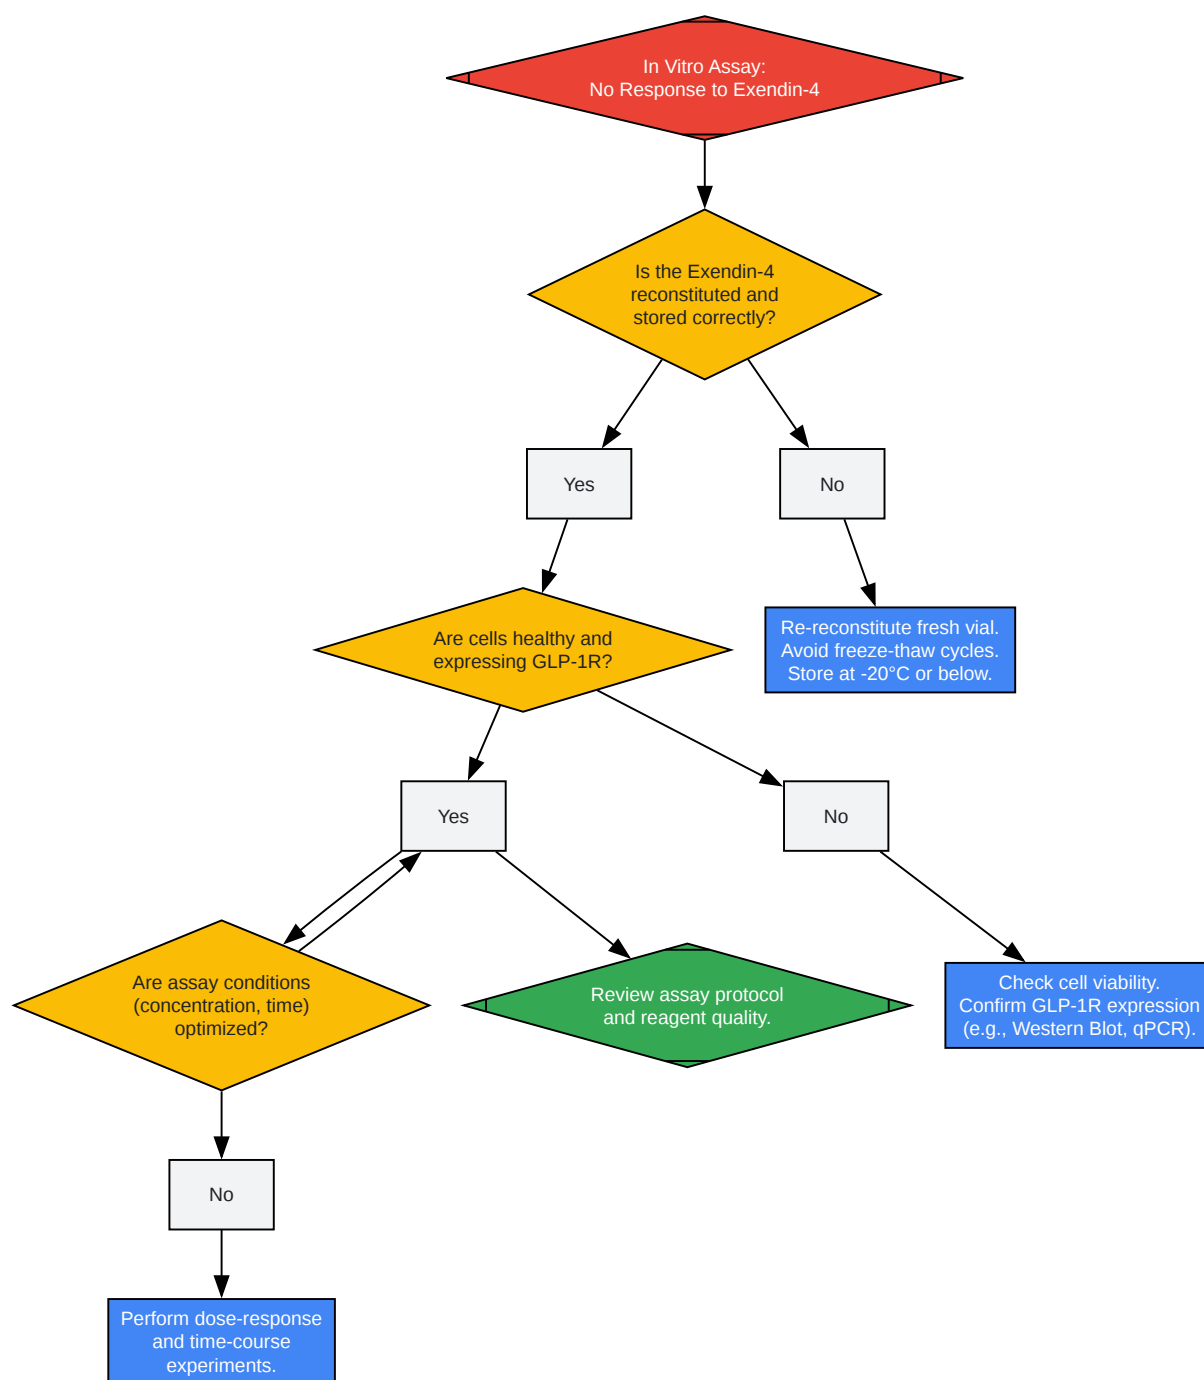 In Vitro Assay:
No Response to Exendin-4
Is the Exendin-4
reconstituted and
stored correctly?
Yes
No
Re-reconstitute fresh vial.
Avoid freeze-thaw cycles.
Store at -20°C or below.
Are cells healthy and
expressing GLP-1R?
Yes
No
Are assay conditions
(concentration, time)
optimized?
Review assay protocol
and reagent quality.
Check cell viability.
Confirm GLP-1R expression
(e.g., Western Blot, qPCR).
No
Perform dose-response
and time-course
experiments.